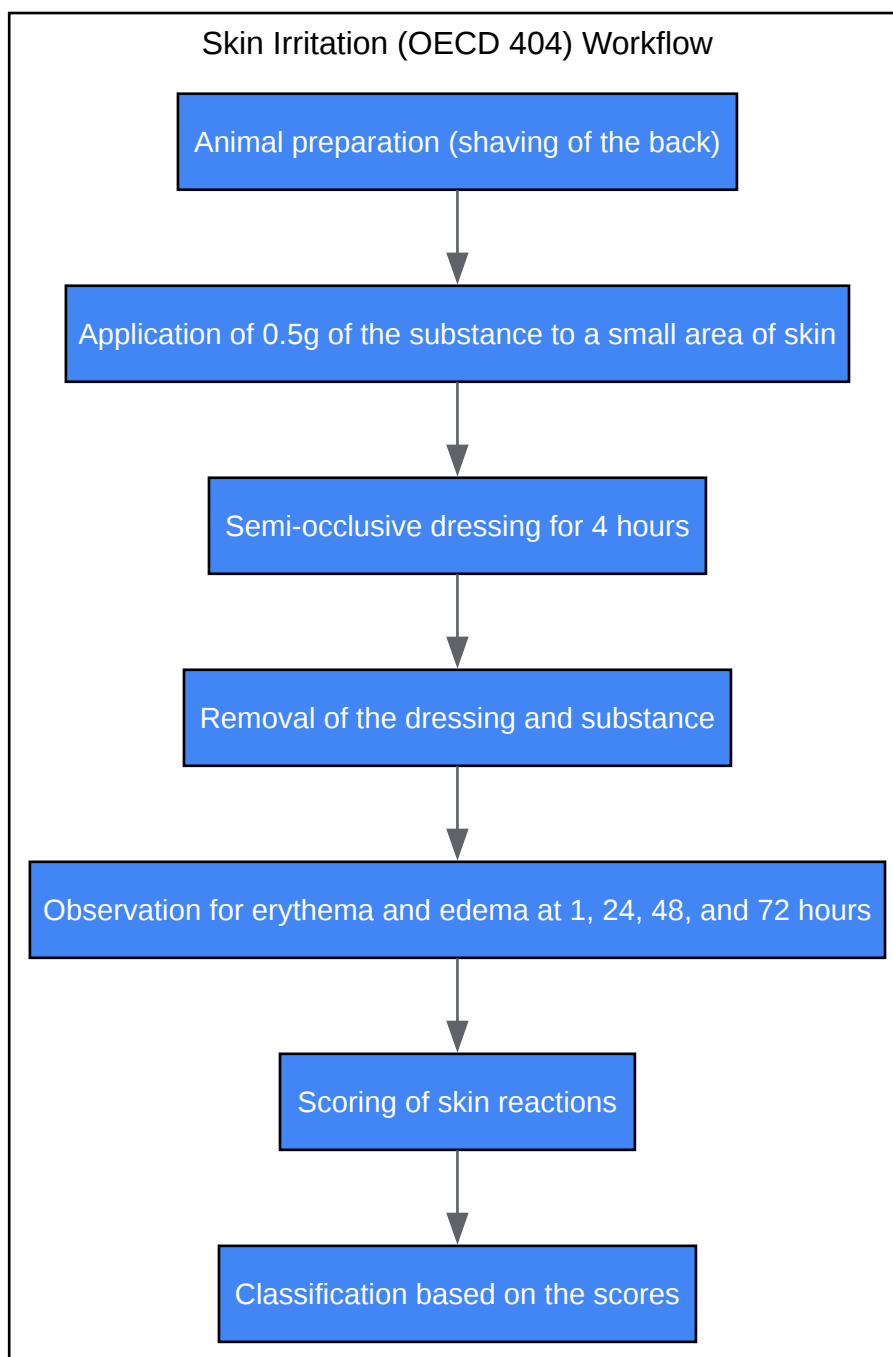 Skin Irritation (OECD 404) Workflow
Animal preparation (shaving of the back)
Application of 0.5g of the substance to a small area of skin
Semi-occlusive dressing for 4 hours
Removal of the dressing and substance
Observation for erythema and edema at 1, 24, 48, and 72 hours
Scoring of skin reactions
Classification based on the scores